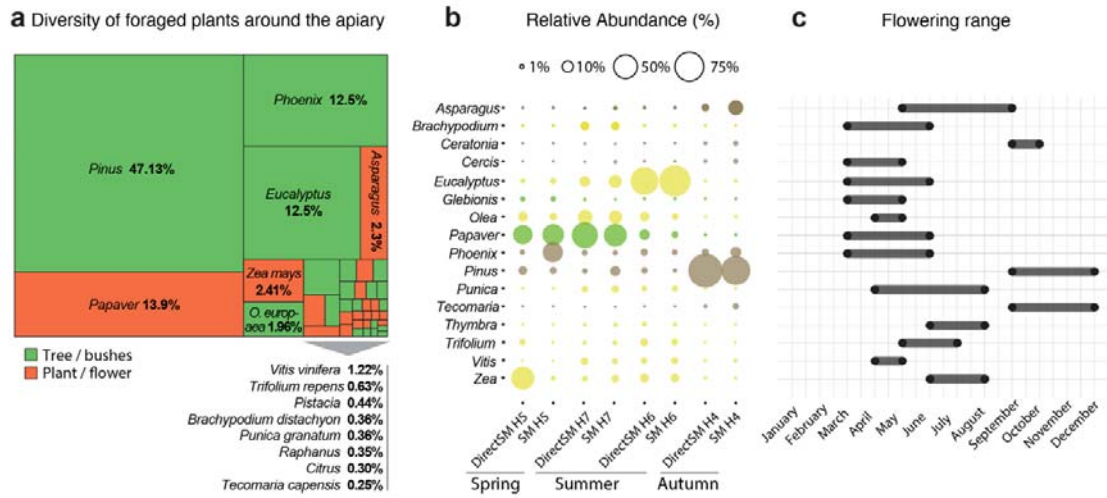 a Diversity of foraged plants around the apiary
Pinus 47.13%
Phoenix 12.5%
Eucalyptus
12.5%
Asparagus
2.3%
Papaver 13.9%
Zea mays
2.41%
O. europ-
aea 1.96%
Tree / bushes
Plant / flower
Vitis vinifera 1.22%
Trifolium repens 0.63%
Pistacia 0.44%
Brachypodium distachyon 0.36%
Punica granatum 0.36%
Raphanus 0.35%
Citrus 0.30%
Tecomaria capensis 0.25%
b Relative Abundance (%)
1% 10% 50% 75%
Asparagus
Brachypodium
Ceratonia
Cercis
Eucalyptus
Glebionis
Olea
Papaver
Phoenix
Pinus
Punica
Tecomaria
Thymbra
Trifolium
Vitis
Zea
DirectSM H5
SM H5
DirectSM H7
SM H7
DirectSM H6
SM H6
DirectSM H4
SM H4
Spring Summer Autumn
c Flowering range
January
February
March
April
May
June
July
August
September
October
November
December